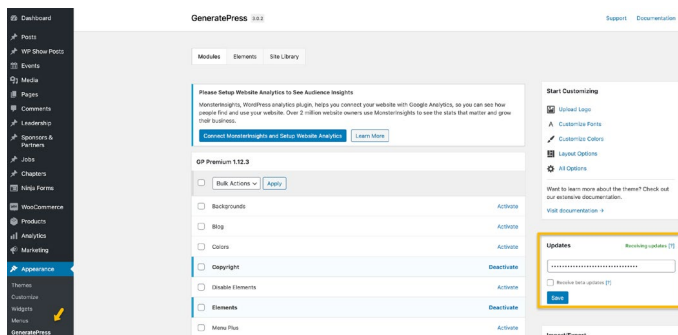 Dashboard
Posts
WP Show Posts
Events
Media
Pages
Comments
Leadership
Sponsors &
Partners
Jobs
Chapters
Ninja Forms
WooCommerce
Products
Analytics
Marketing
Appearance
Themes
Customize
Widgets
Menus
GeneratePress
GeneratePress 3.0.2
Support Documentation
Modules Elements Site Library
Please Setup Website Analytics to See Audience Insights
MonsterInsights, WordPress analytics plugin, helps you connect your website with Google Analytics, so you can see how
people find and use your website. Over 2 million website owners use MonsterInsights to see the stats that matter and grow
their business.
Connect MonsterInsights and Setup Website Analytics Learn More
GP Premium 1.12.3
Bulk Actions Apply
Backgrounds Activate
Blog Activate
Colors Activate
Copyright Deactivate
Disable Elements Activate
Elements Deactivate
Menu Plus Activate
Start Customizing
Upload Logo
Customize Fonts
Customize Colors
Layout Options
All Options
Want to learn more about the theme? Check out
our extensive documentation.
Visit documentation →
Updates Receiving updates [?]
Receive beta updates [?]
Save
Import/Export